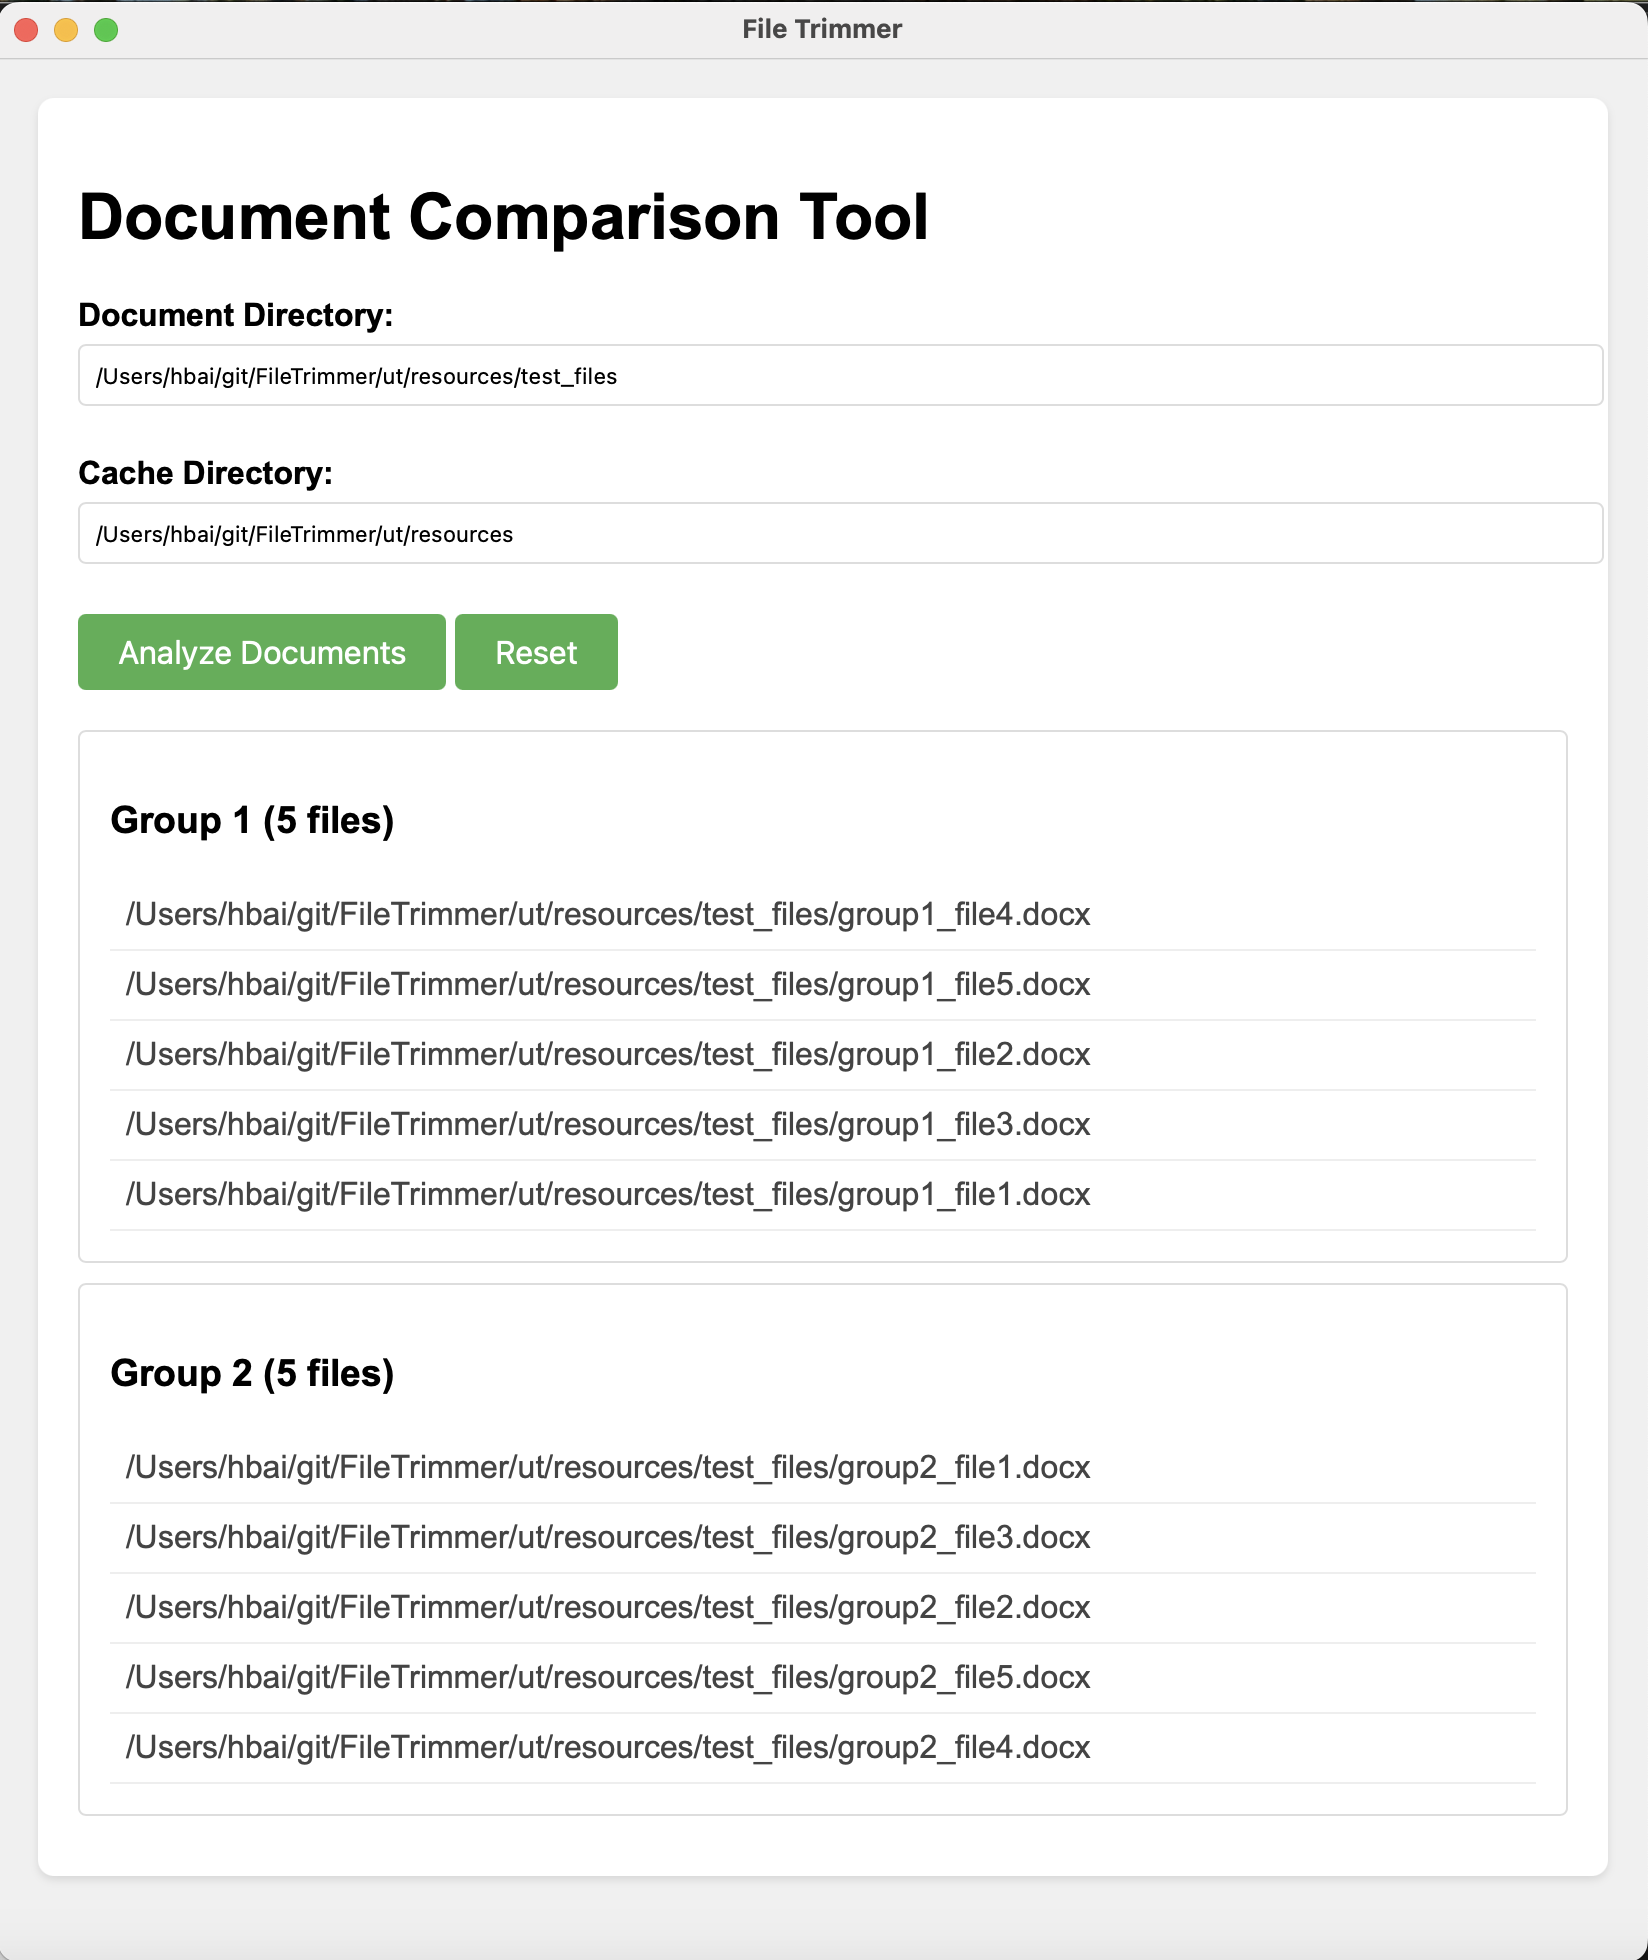 File Trimmer
Document Comparison Tool
Document Directory:
/Users/hbai/git/FileTrimmer/ut/resources/test_files
Cache Directory:
/Users/hbai/git/FileTrimmer/ut/resources
Analyze Documents Reset
Group 1 (5 files)
/Users/hbai/git/FileTrimmer/ut/resources/test_files/group1_file4.docx
/Users/hbai/git/FileTrimmer/ut/resources/test_files/group1_file5.docx
/Users/hbai/git/FileTrimmer/ut/resources/test_files/group1_file2.docx
/Users/hbai/git/FileTrimmer/ut/resources/test_files/group1_file3.docx
/Users/hbai/git/FileTrimmer/ut/resources/test_files/group1_file1.docx
Group 2 (5 files)
/Users/hbai/git/FileTrimmer/ut/resources/test_files/group2_file1.docx
/Users/hbai/git/FileTrimmer/ut/resources/test_files/group2_file3.docx
/Users/hbai/git/FileTrimmer/ut/resources/test_files/group2_file2.docx
/Users/hbai/git/FileTrimmer/ut/resources/test_files/group2_file5.docx
/Users/hbai/git/FileTrimmer/ut/resources/test_files/group2_file4.docx